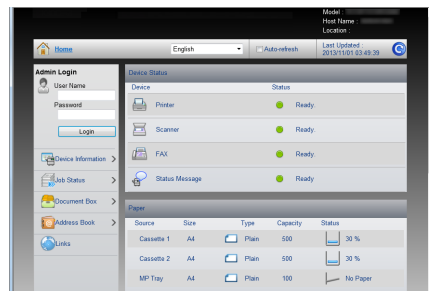 Model :
Host Name :
Location :
Home
English
Auto-refresh
Last Updated :
2013/11/01 03:49:39
Admin Login
User Name
Password
Login
Device Information
Job Status
Document Box
Address Book
Links
Device Status
Device Status
Printer Ready.
Scanner Ready.
FAX Ready.
Status Message Ready
Paper
Source Size Type Capacity Status
Cassette 1 A4 Plain 500 30 %
Cassette 2 A4 Plain 500 30 %
MP Tray A4 Plain 100 No Paper